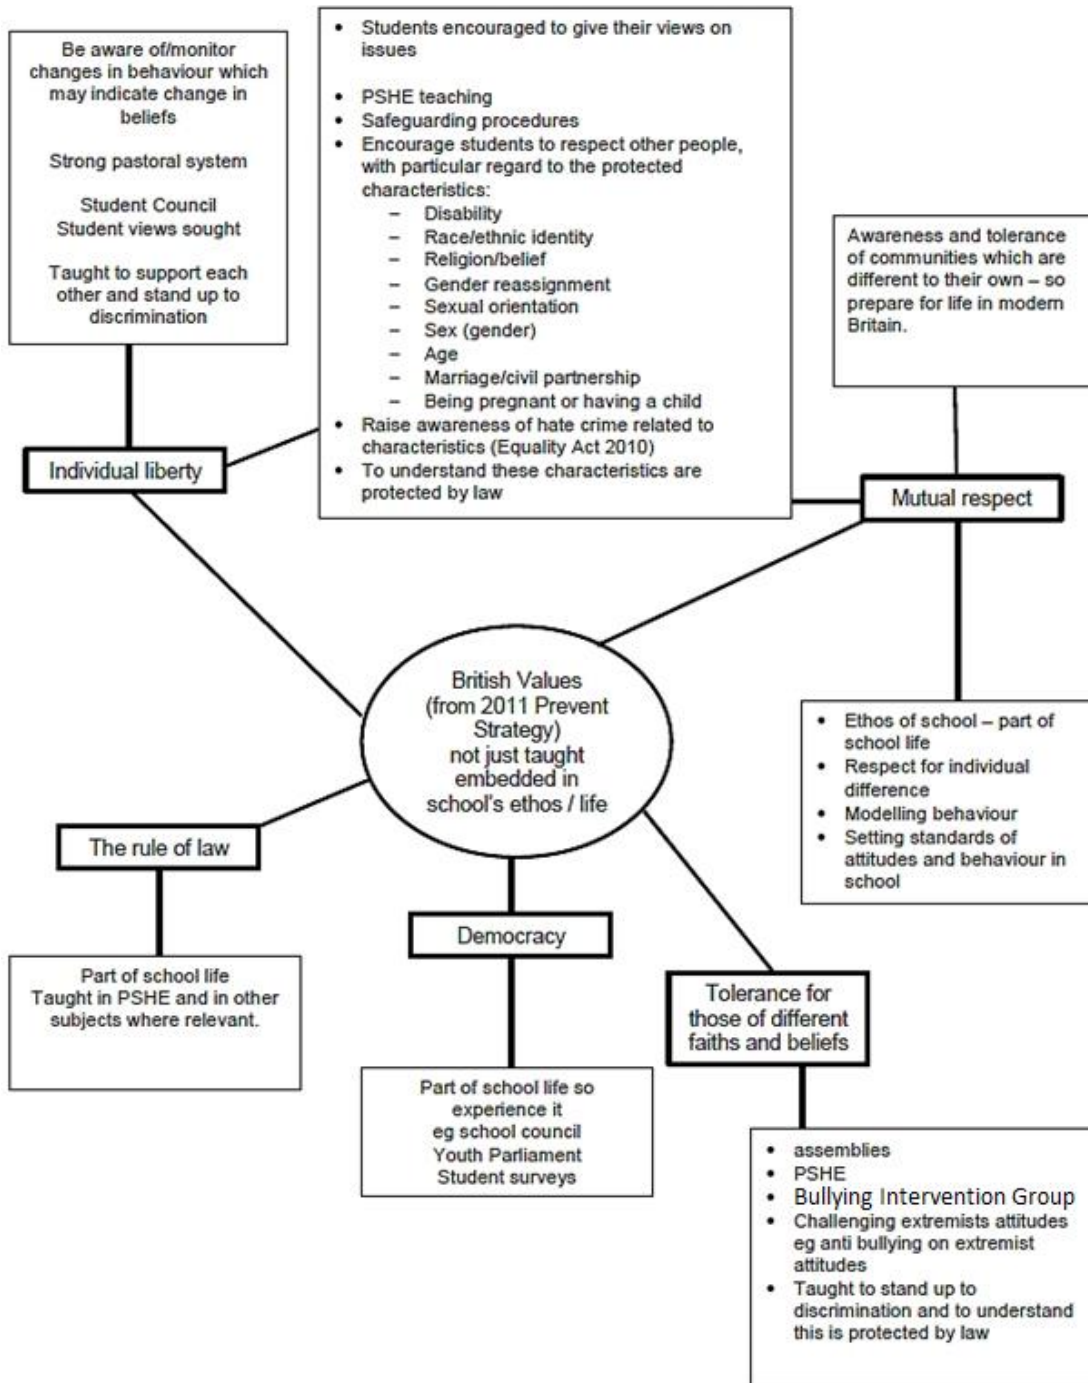 Be aware of/monitor
changes in behaviour which
may indicate change in
beliefs
Strong pastoral system
Student Council
Student views sought
Taught to support each
other and stand up to
discrimination
• Students encouraged to give their views on
issues
• PSHE teaching
• Safeguarding procedures
• Encourage students to respect other people,
with particular regard to the protected
characteristics:
– Disability
– Race/ethnic identity
– Religion/belief
– Gender reassignment
– Sexual orientation
– Sex (gender)
– Age
– Marriage/civil partnership
– Being pregnant or having a child
• Raise awareness of hate crime related to
characteristics (Equality Act 2010)
• To understand these characteristics are
protected by law
Awareness and tolerance
of communities which are
different to their own – so
prepare for life in modern
Britain.
Individual liberty
Mutual respect
British Values
(from 2011 Prevent
Strategy)
not just taught
embedded in
school's ethos / life
• Ethos of school – part of
school life
• Respect for individual
difference
• Modelling behaviour
• Setting standards of
attitudes and behaviour in
school
The rule of law
Democracy
Tolerance for
those of different
faiths and beliefs
Part of school life
Taught in PSHE and in other
subjects where relevant.
Part of school life so
experience it
eg school council
Youth Parliament
Student surveys
• assemblies
• PSHE
• Bullying Intervention Group
• Challenging extremists attitudes
eg anti bullying on extremist
attitudes
• Taught to stand up to
discrimination and to understand
this is protected by law